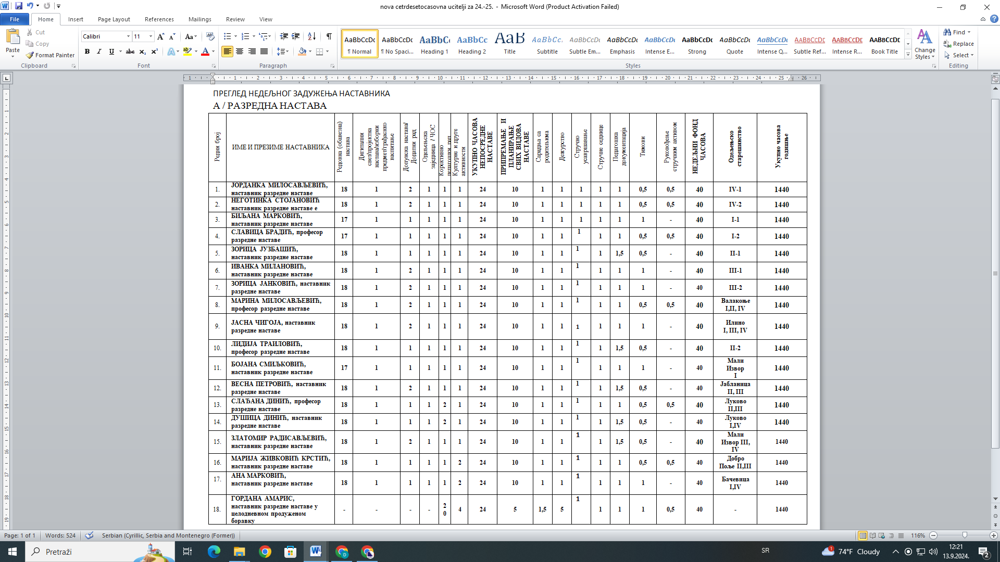 nova cetrdesetocasovna ucitelji za 24.-25. - Microsoft Word (Product Activation Failed)
File Home Insert Page Layout References Mailings Review View
Paste
Cut
Copy
Format Painter
Calibri 11
Clipboard Font Paragraph Styles Editing
AaBbCcDc AaBbCcDc AaBbCc AaBbCc AaB AaBbCc. AaBbCcDc AaBbCcDc AaBbCcDc AaBbCcDc AaBbCcDc AaBbCcDc AABBCCDE AABBCCDE AABBCCDE
¶ Normal ¶ No Spaci... Heading 1 Heading 2 Title Subtitle Subtle Em... Emphasis Intense E... Strong Quote Intense Q... Subtle Ref... Intense R... Book Title
Change Styles
Find
Replace
Select
ПРЕГЛЕД НЕДЕЉНОГ ЗАДУЖЕЊА НАСТАВНИКА
А / РАЗРЕДНА НАСТАВА
Редни број
ИМЕ И ПРЕЗИМЕ НАСТАВНИКА
Редовна (обавезна) настава
Дигитални свет/пројектна настава/изборни предмет/грађаснко васпитање
Допунска настава/ Додатни рад
Одељењска заједница / ЧОС
Корективно педагошки рад
Културне и друге активности
УКУПНО ЧАСОВА НЕПОСРЕДНЕ НАСТАВЕ
ПРИПРЕМАЊЕ И ПЛАНИРАЊЕ СВИХ ВИДОВА НАСТАВЕ
Сарадња са родитељима
Дежурство
Стручно усавршавање
Стручне седнице
Педагошка документација
Тимови
Руковођење стручним активом
НЕДЕЉНИ ФОНД ЧАСОВА
Одељењско старешинство
Укупно часова годишње
1. ЈОРДАНКА МИЛОСАВЉЕВИЋ, наставник разредне наставе 18 1 2 1 1 1 24 10 1 1 1 1 1 0,5 0,5 40 IV-1 1440
2. НЕГОТИНКА СТОЈАНОВИЋ наставник разредне наставе е 18 1 2 1 1 1 24 10 1 1 1 1 1 0,5 0,5 40 IV-2 1440
3. БИЉАНА МАРКОВИЋ, наставник разредне наставе 17 1 1 1 1 1 24 10 1 1 1 1 1 1 - 40 I-1 1440
4. СЛАВИЦА БРАДИЋ, професор разредне наставе 17 1 1 1 1 1 24 10 1 1 1 1 1 0,5 0,5 40 I-2 1440
5. ЗОРИЦА ЈУЗБАШИЋ, наставник разредне наставе 18 1 1 1 1 1 24 10 1 1 1 1 1,5 0,5 - 40 II-1 1440
6. ИВАНКА МИЛАНОВИЋ, наставник разредне наставе 18 1 2 1 1 1 24 10 1 1 1 1 1 1 - 40 III-1 1440
7. ЗОРИЦА ЈАНКОВИЋ, наставник разредне наставе 18 1 2 1 1 1 24 10 1 1 1 1 1 1 - 40 III-2 1440
8. МАРИНА МИЛОСАВЉЕВИЋ, професор разредне наставе 18 1 2 1 1 1 24 10 1 1 1 1 1 0,5 0,5 40 Валакоње I,II, IV 1440
9. ЈАСНА ЧИГОЈА, наставник разредне наставе 18 1 2 1 1 1 24 10 1 1 1 1 1 1 - 40 Илино I, III, IV 1440
10. ЛИДИЈА ТРАИЛОВИЋ, професор разредне наставе 18 1 1 1 1 1 24 10 1 1 1 1 1,5 0,5 - 40 II-2 1440
11. БОЈАНА СМИЉКОВИЋ, наставник разредне наставе 17 1 1 1 1 1 24 10 1 1 1 1 1 1 - 40 Мали Извор I 1440
12. ВЕСНА ПЕТРОВИЋ, наставник разредне наставе 18 1 2 1 1 1 24 10 1 1 1 1 1,5 0,5 - 40 Јабланица II, III 1440
13. СЛАЂАНА ДИНИЋ, професор разредне наставе 18 1 1 1 2 1 24 10 1 1 1 1 1 0,5 0,5 40 Луково II,III 1440
14. ДУШИЦА ДИНИЋ, наставник разредне наставе 18 1 1 1 2 1 24 10 1 1 1 1 1,5 0,5 - 40 Луково I,IV 1440
15. ЗЛАТОМИР РАДИСАВЉЕВИЋ, наставник разредне наставе 18 1 2 1 1 1 24 10 1 1 1 1 1,5 0,5 - 40 Мали Извор III, IV 1440
16. МАРИЈА ЖИВКОВИЋ КРСТИЋ, наставник разредне наставе 18 1 1 1 1 2 24 10 1 1 1 1 1 0,5 0,5 40 Добро Поље II,III 1440
17. АНА МАРКОВИЋ, наставник разредне наставе 18 1 1 1 1 2 24 10 1 1 1 1 1 1 - 40 Бачевица I,IV 1440
18. ГОРДАНА АМАРИС, наставник разредне наставе у целодневном продуженом боравку - - - - 20 4 24 5 1,5 5 1 1 1 1 0,5 40 - 1440
Page: 1 of 1 Words: 524 Serbian (Cyrillic, Serbia and Montenegro (Former)) 116%
Pretraži
SR
74°F Cloudy
12:21
13.9.2024.
2